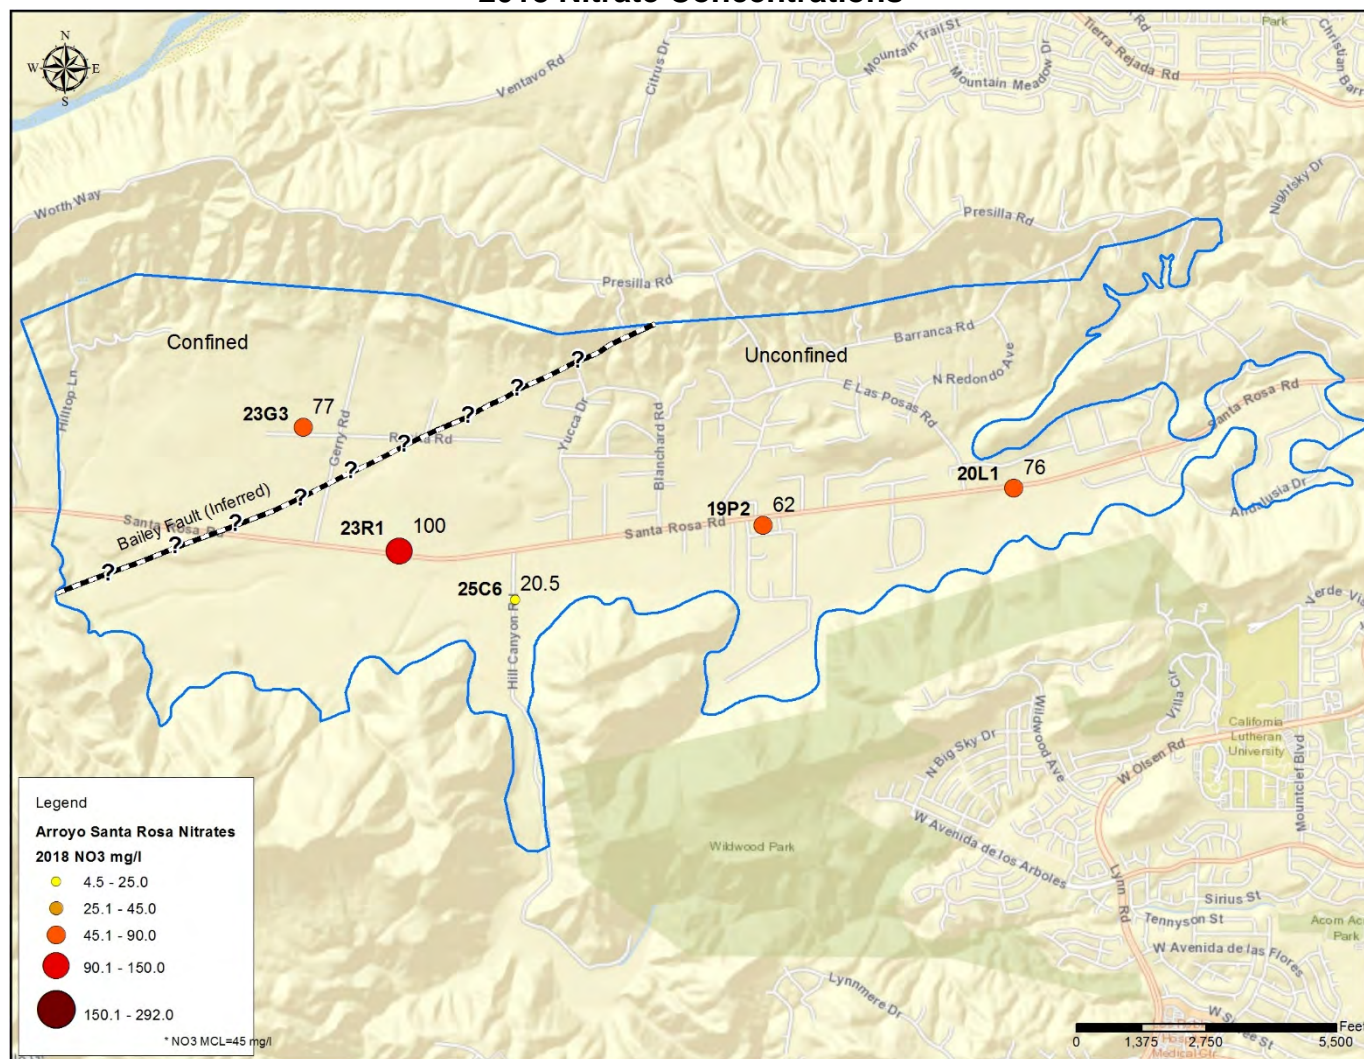 2018 Nitrate Concentrations
N
W E
S
Ventavo Rd
Citrus Dr
Mountain Trail St
Mountain Meadow Dr
Tierra Rejada Rd
Park
Worth Way
Presilla Rd
Nightsky Dr
Presilla Rd
Confined
Unconfined
Barranca Rd
N Redondo Ave
E Las Posas Rd
Hilltop Ln
23G3 77
Gerry Rd
Yucca Dr
Blanchard Rd
Santa Rosa Rd
Bailey Fault (Inferred)
? ? ? ? ? ? ? ? ?
20L1 76
19P2 62
Santa Rosa Rd
Andalusia Dr
23R1 100
25C6 20.5
Hill Canyon R
Verde Vis
Villa Cir
N Big Sky Dr
Wildwood Ave
W Olsen Rd
California
Lutheran
University
Mountclef Blvd
Wildwood Park
W Avenida de los Arboles
Lynn Rd
Sirius St
Tennyson St
Acorn
Park
W Avenida de las Flores
Lynnmere Dr
Legend
Arroyo Santa Rosa Nitrates
2018 NO3 mg/l
4.5 - 25.0
25.1 - 45.0
45.1 - 90.0
90.1 - 150.0
150.1 - 292.0
* NO3 MCL=45 mg/l
Feet
0 1,375 2,750 5,500
Medical Ctr